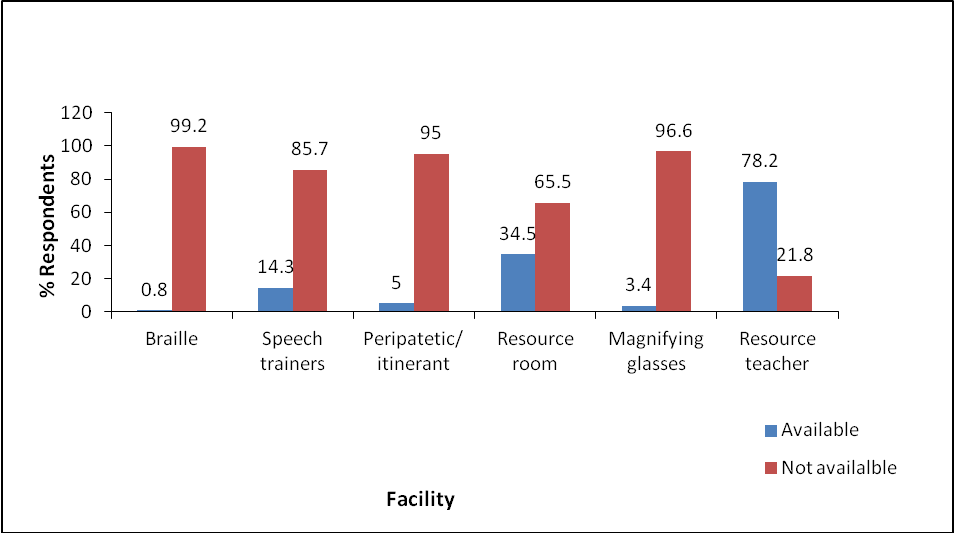 120
100
80
60
40
20
0
% Respondents
0.8
99.2
14.3
85.7
5
95
34.5
65.5
3.4
96.6
78.2
21.8
Braille
Speech
trainers
Peripatetic/
itinerant
Resource
room
Magnifying
glasses
Resource
teacher
Available
Not availalble
Facility